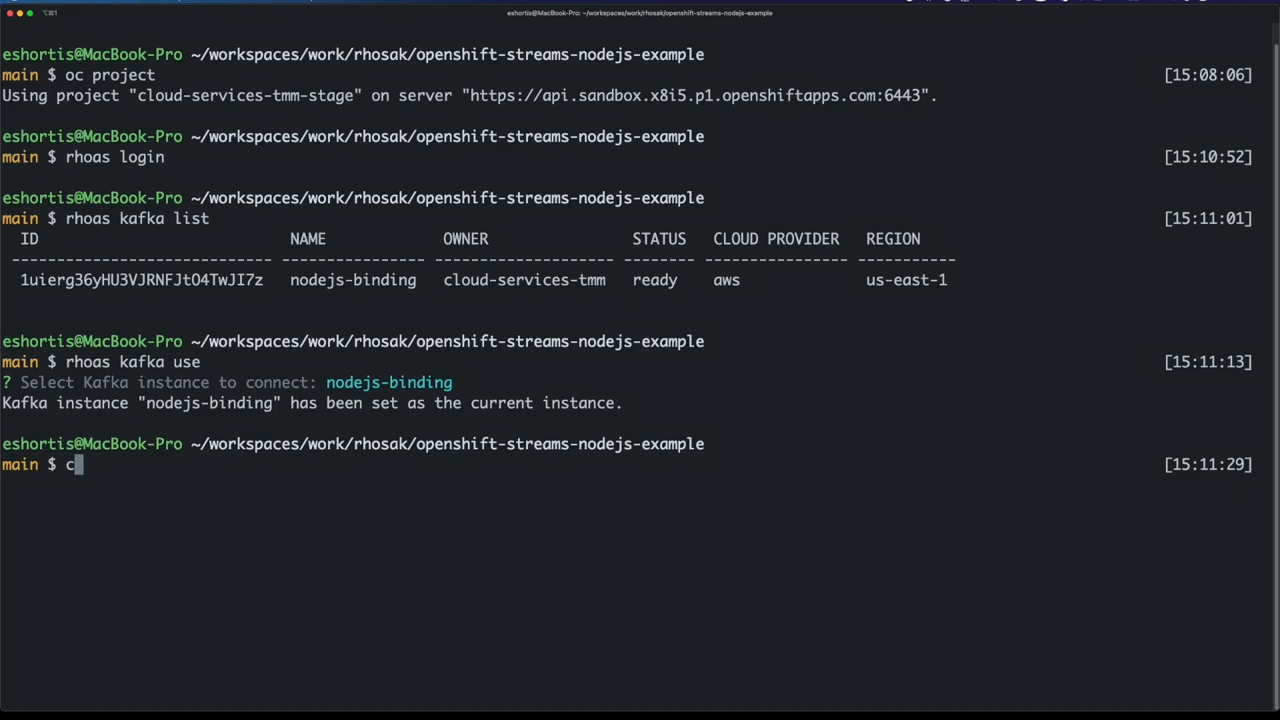 ⌥⌘1 eshortis@MacBook-Pro: ~/workspaces/work/rhosak/openshift-streams-nodejs-example
eshortis@MacBook-Pro ~/workspaces/work/rhosak/openshift-streams-nodejs-example
main $ oc project [15:08:06]
Using project "cloud-services-tmm-stage" on server "https://api.sandbox.x8i5.p1.openshiftapps.com:6443".
eshortis@MacBook-Pro ~/workspaces/work/rhosak/openshift-streams-nodejs-example
main $ rhoas login [15:10:52]
eshortis@MacBook-Pro ~/workspaces/work/rhosak/openshift-streams-nodejs-example
main $ rhoas kafka list [15:11:01]
ID NAME OWNER STATUS CLOUD PROVIDER REGION
---------------------------- ---------------- -------------------- -------- ---------------- -----------
1uierg36yHU3VJRNFJtO4TwJI7z nodejs-binding cloud-services-tmm ready aws us-east-1
eshortis@MacBook-Pro ~/workspaces/work/rhosak/openshift-streams-nodejs-example
main $ rhoas kafka use [15:11:13]
? Select Kafka instance to connect: nodejs-binding
Kafka instance "nodejs-binding" has been set as the current instance.
eshortis@MacBook-Pro ~/workspaces/work/rhosak/openshift-streams-nodejs-example
main $ c [15:11:29]